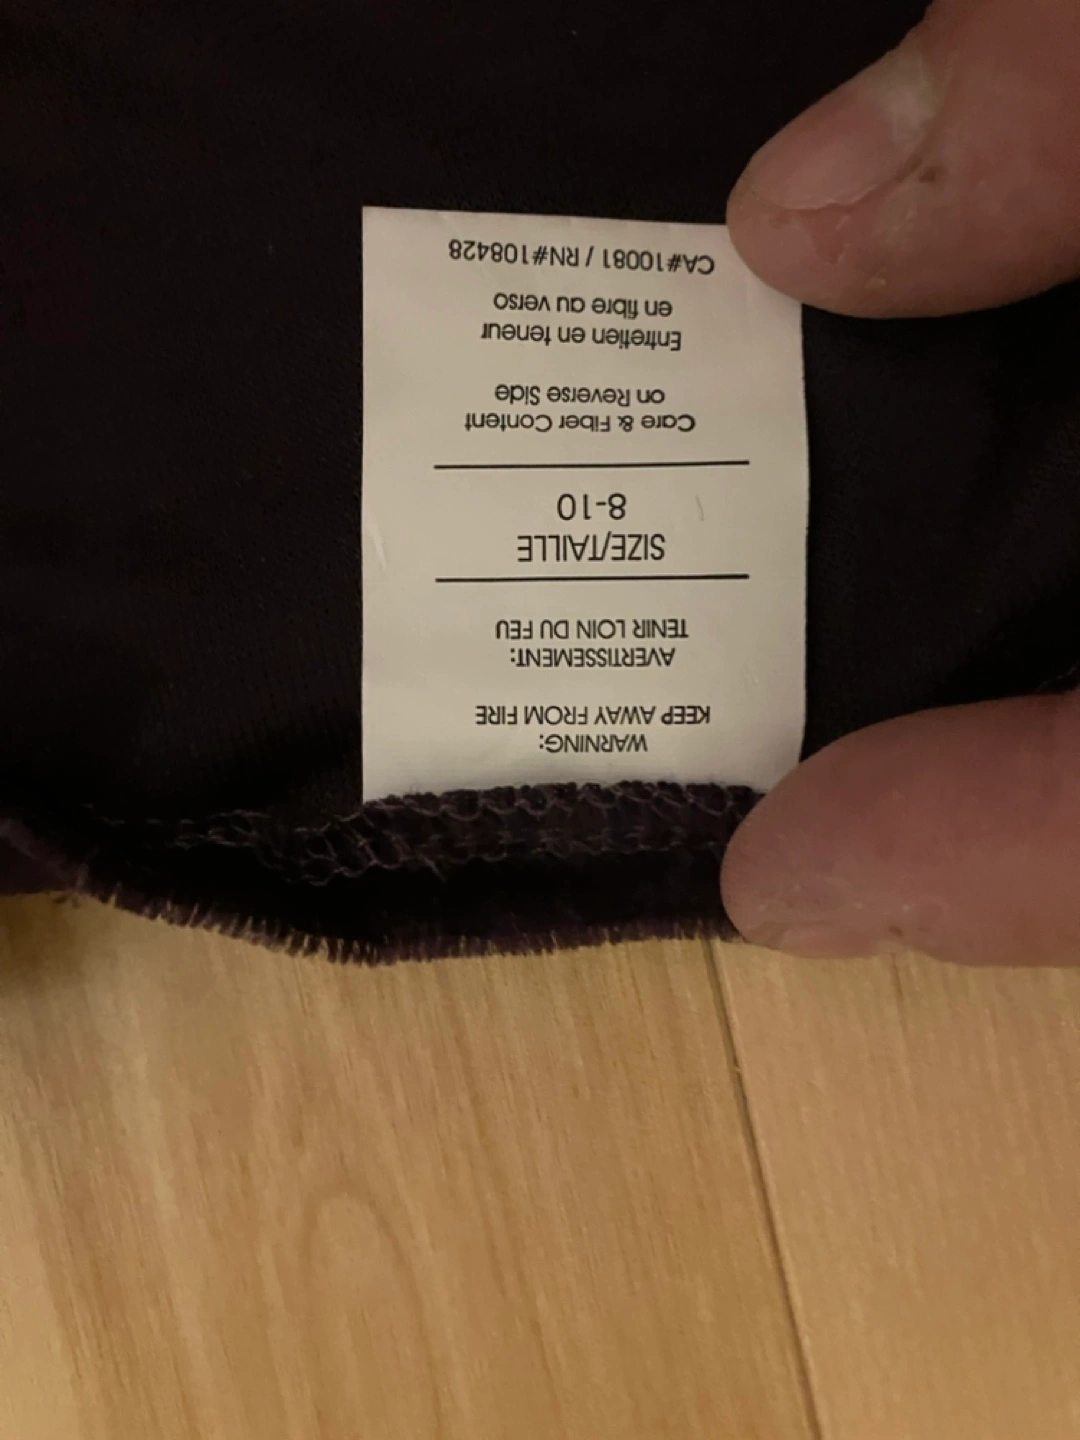 WARNING:
KEEP AWAY FROM FIRE
AVERTISSEMENT:
TENIR LOIN DU FEU
SIZE/TAILLE
8-10
Care & Fiber Content
on Reverse Side
Entretien en teneur
en fibre au verso
CA#10081 / RN#108428